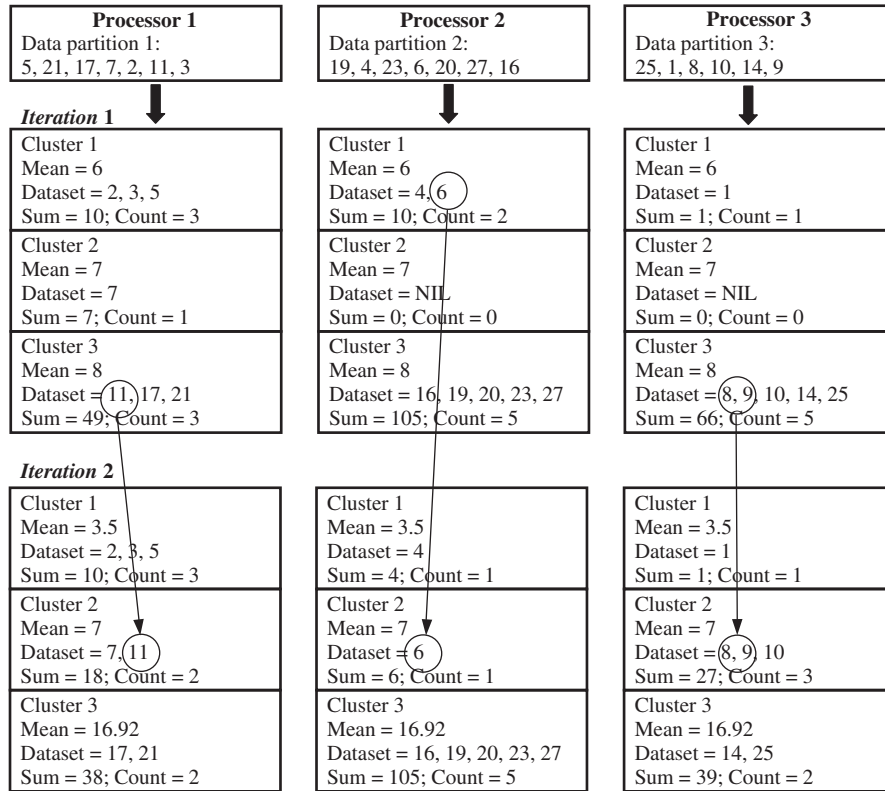 Processor 1
Data partition 1:
5, 21, 17, 7, 2, 11, 3
Processor 2
Data partition 2:
19, 4, 23, 6, 20, 27, 16
Processor 3
Data partition 3:
25, 1, 8, 10, 14, 9
Iteration 1
Cluster 1
Mean = 6
Dataset = 2, 3, 5
Sum = 10; Count = 3
Cluster 2
Mean = 7
Dataset = 7
Sum = 7; Count = 1
Cluster 3
Mean = 8
Dataset = 11, 17, 21
Sum = 49; Count = 3
Cluster 1
Mean = 6
Dataset = 4, 6
Sum = 10; Count = 2
Cluster 2
Mean = 7
Dataset = NIL
Sum = 0; Count = 0
Cluster 3
Mean = 8
Dataset = 16, 19, 20, 23, 27
Sum = 105; Count = 5
Cluster 1
Mean = 6
Dataset = 1
Sum = 1; Count = 1
Cluster 2
Mean = 7
Dataset = NIL
Sum = 0; Count = 0
Cluster 3
Mean = 8
Dataset = 8, 9, 10, 14, 25
Sum = 66; Count = 5
Iteration 2
Cluster 1
Mean = 3.5
Dataset = 2, 3, 5
Sum = 10; Count = 3
Cluster 2
Mean = 7
Dataset = 7, 11
Sum = 18; Count = 2
Cluster 3
Mean = 16.92
Dataset = 17, 21
Sum = 38; Count = 2
Cluster 1
Mean = 3.5
Dataset = 4
Sum = 4; Count = 1
Cluster 2
Mean = 7
Dataset = 6
Sum = 6; Count = 1
Cluster 3
Mean = 16.92
Dataset = 16, 19, 20, 23, 27
Sum = 105; Count = 5
Cluster 1
Mean = 3.5
Dataset = 1
Sum = 1; Count = 1
Cluster 2
Mean = 7
Dataset = 8, 9, 10
Sum = 27; Count = 3
Cluster 3
Mean = 16.92
Dataset = 14, 25
Sum = 39; Count = 2